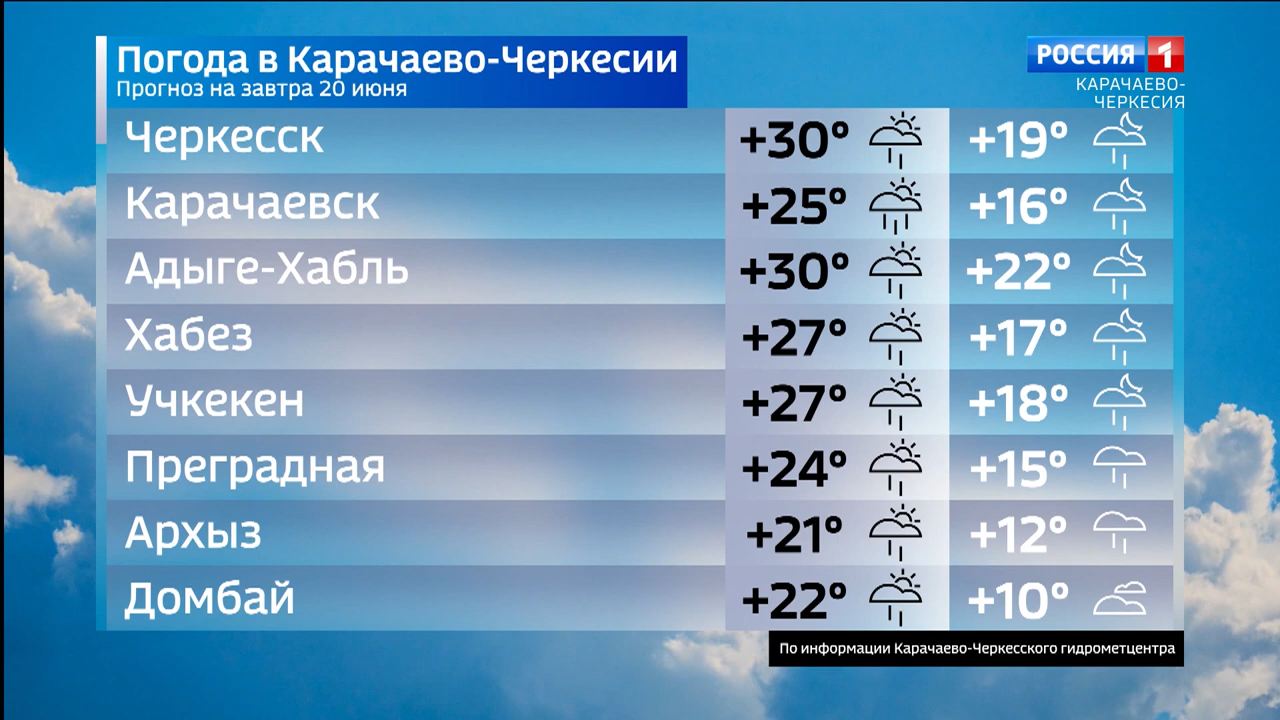 Погода в Карачаево-Черкесии
Прогноз на завтра 20 июня
РОССИЯ 1
КАРАЧАЕВО-
ЧЕРКЕСИЯ
Черкесск +30° +19°
Карачаевск +25° +16°
Адыге-Хабль +30° +22°
Хабез +27° +17°
Учкекен +27° +18°
Преградная +24° +15°
Архыз +21° +12°
Домбай +22° +10°
По информации Карачаево-Черкесского гидрометцентра